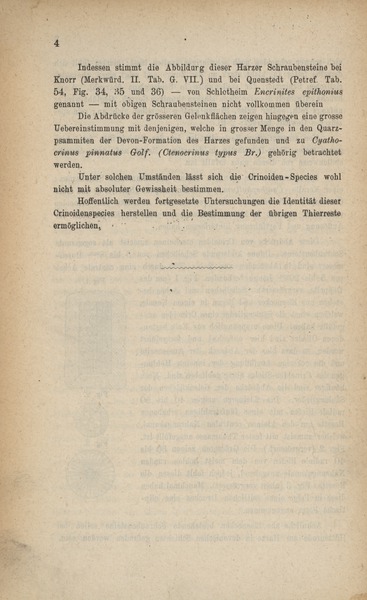 4
Indessen stimmt die Abbildung dieser Harzer Schraubensteine bei
Knorr (Merkwürd. II. Tab. G. VII.) und bei Quenstedt (Petref. Tab.
54, Fig. 34, 35 und 36) — von Schlotheim Encrinites epithonius
genannt — mit obigen Schraubensteinen nicht vollkommen überein
Die Abdrücke der grösseren Gelenkflächen zeigen hingegen eine grosse
Uebereinstimmung mit denjenigen, welche in grosser Menge in den Quarz-
psammiten der Devon-Formation des Harzes gefunden und zu Cyatho-
crinus pinnatus Golf. (Ctenocrinus typus Br.) gehörig betrachtet
werden.
Unter solchen Umständen lässt sich die Crinoiden-Species wohl
nicht mit absoluter Gewissheit bestimmen.
Hoffentlich werden fortgesetzte Untersuchungen die Identität dieser
Crinoidenspecies herstellen und die Bestimmung der übrigen Thierreste
ermöglichen,